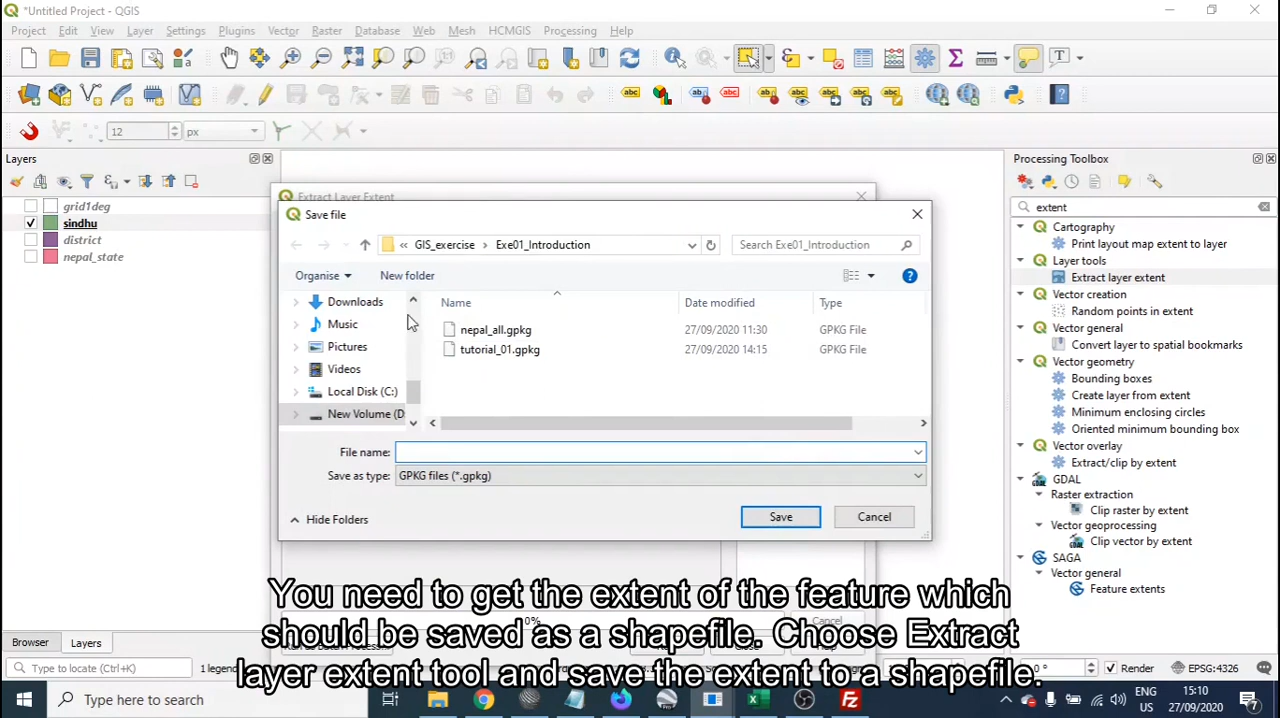 *Untitled Project - QGIS
Project Edit View Layer Settings Plugins Vector Raster Database Web Mesh HCMGIS Processing Help
12 px
Layers
grid1deg
sindhu
district
nepal_state
Extract Layer Extent
Save file
« GIS_exercise › Exe01_Introduction
Search Exe01_Introduction
Organise New folder
Downloads
Music
Pictures
Videos
Local Disk (C:)
New Volume (D
Name Date modified Type
nepal_all.gpkg 27/09/2020 11:30 GPKG File
tutorial_01.gpkg 27/09/2020 14:15 GPKG File
File name:
Save as type: GPKG files (*.gpkg)
Hide Folders
Save Cancel
Processing Toolbox
extent
Cartography
Print layout map extent to layer
Layer tools
Extract layer extent
Vector creation
Random points in extent
Vector general
Convert layer to spatial bookmarks
Vector geometry
Bounding boxes
Create layer from extent
Minimum enclosing circles
Oriented minimum bounding box
Vector overlay
Extract/clip by extent
GDAL
Raster extraction
Clip raster by extent
Vector geoprocessing
Clip vector by extent
SAGA
Vector general
Feature extents
0%
Cancel
You need to get the extent of the feature which
should be saved as a shapefile. Choose Extract
layer extent tool and save the extent to a shapefile.
Browser Layers
Type to locate (Ctrl+K) 1 legend
0 ° Render EPSG:4326
Type here to search
ENG
US
15:10
27/09/2020
7